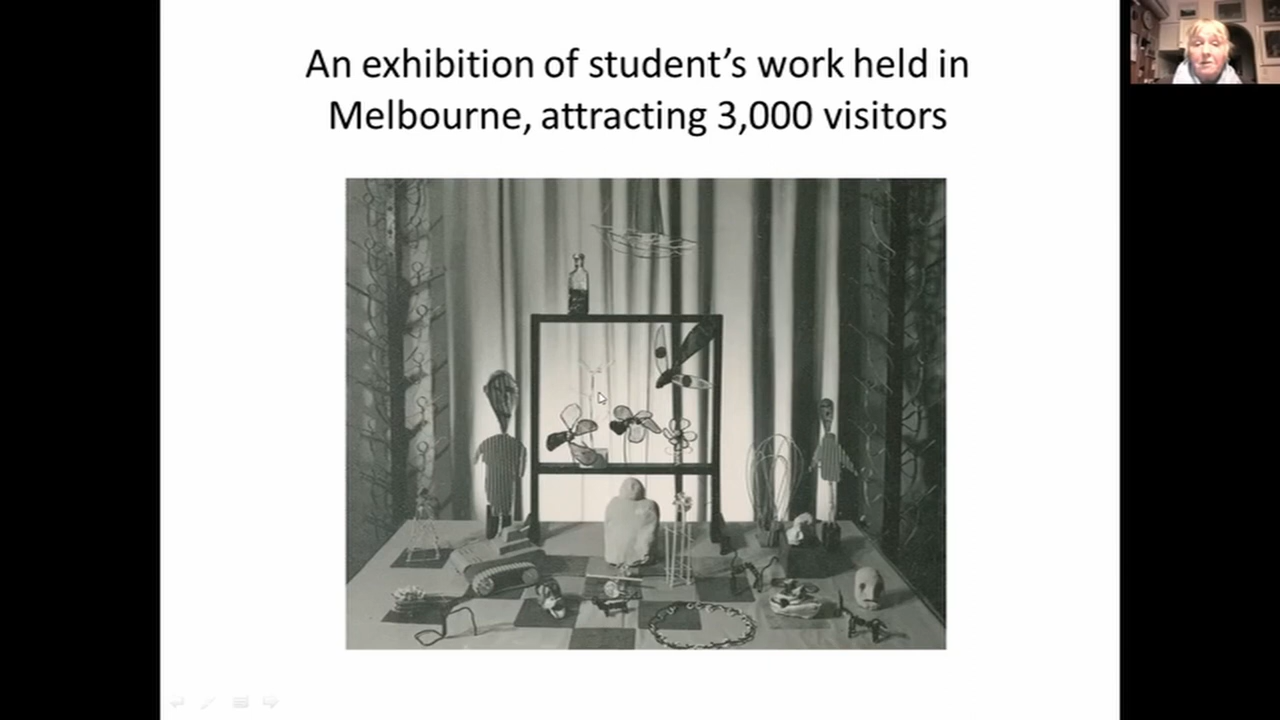 An exhibition of student’s work held in
Melbourne, attracting 3,000 visitors